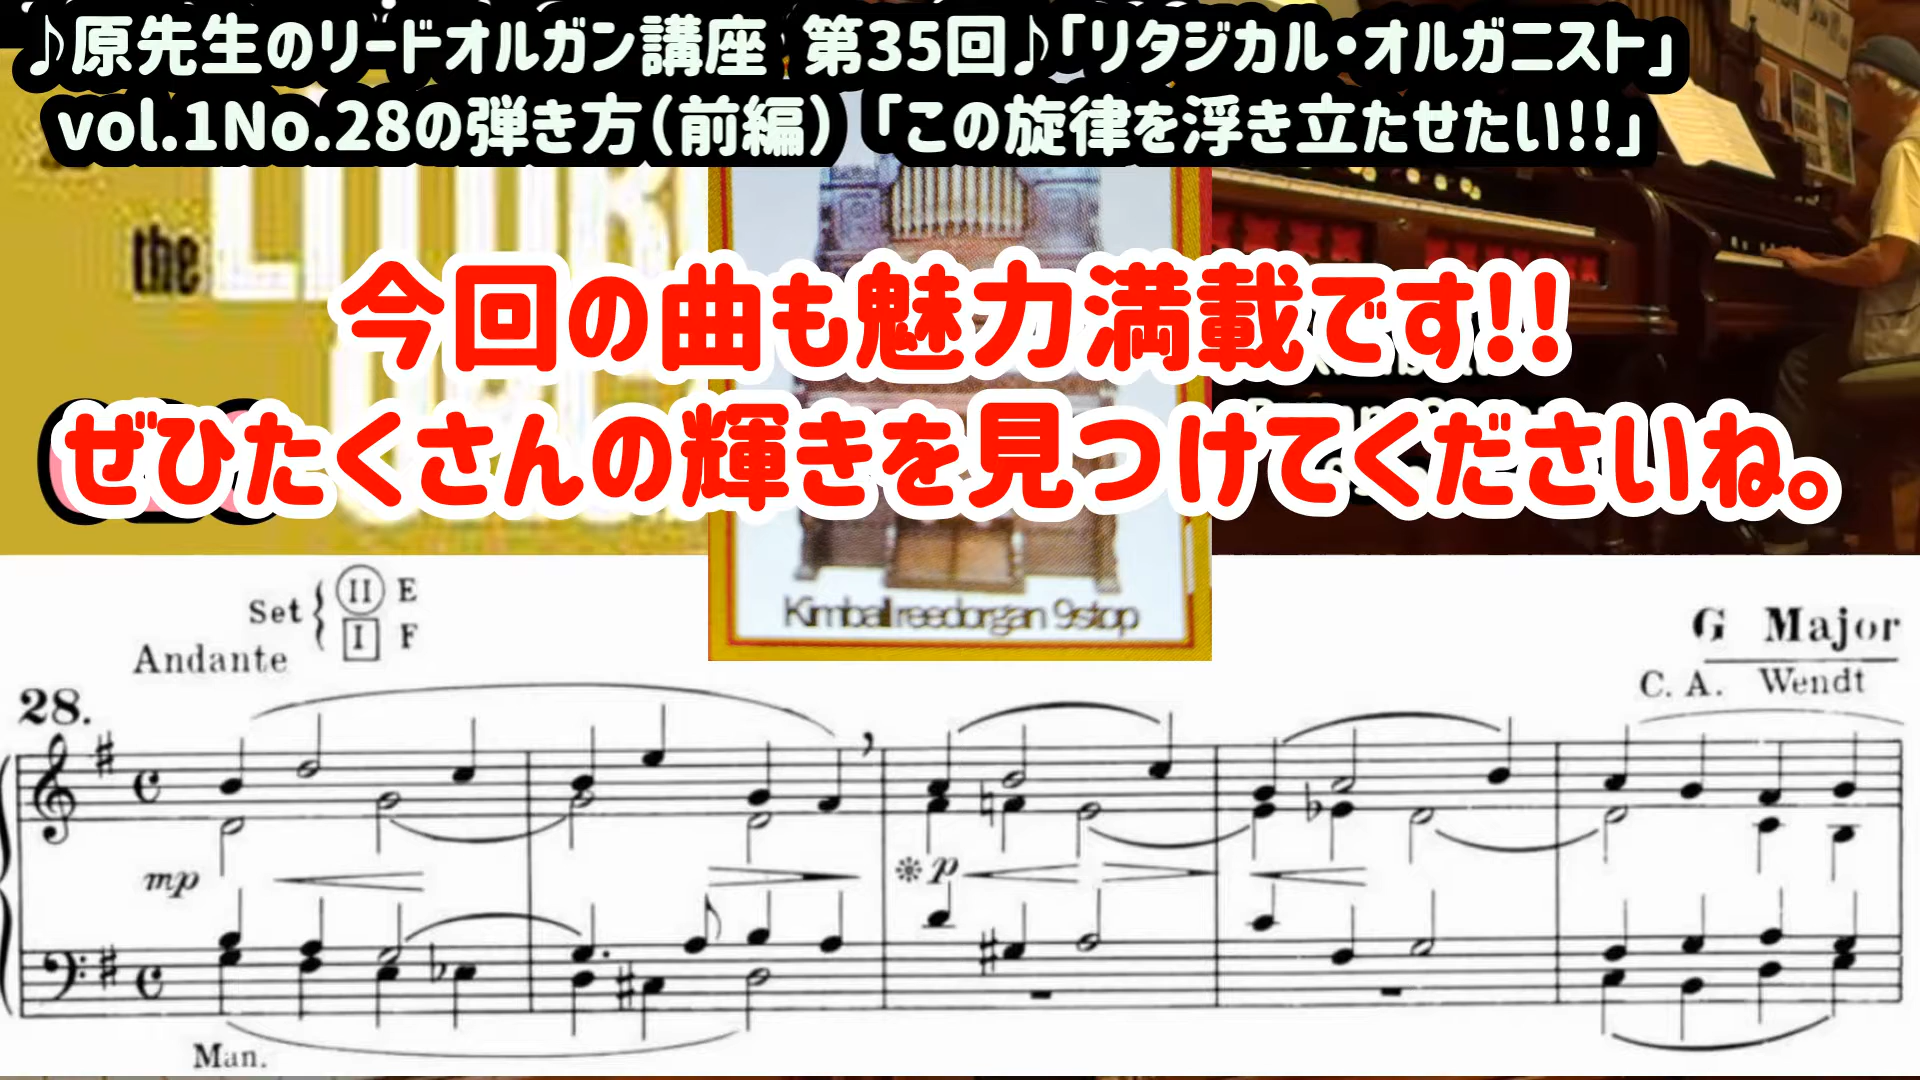 ♪原先生のリードオルガン講座 第35回♪「リタジカル・オルガニスト」
vol.1No.28の弾き方（前編）「この旋律を浮き立たせたい!!」
the
今回の曲も魅力満載です!!
ぜひたくさんの輝きを見つけてくださいね。
Kimball reedorgan 9stop
Set II E
I F
Andante
G Major
C. A. Wendt
28.
mp
p
Man.